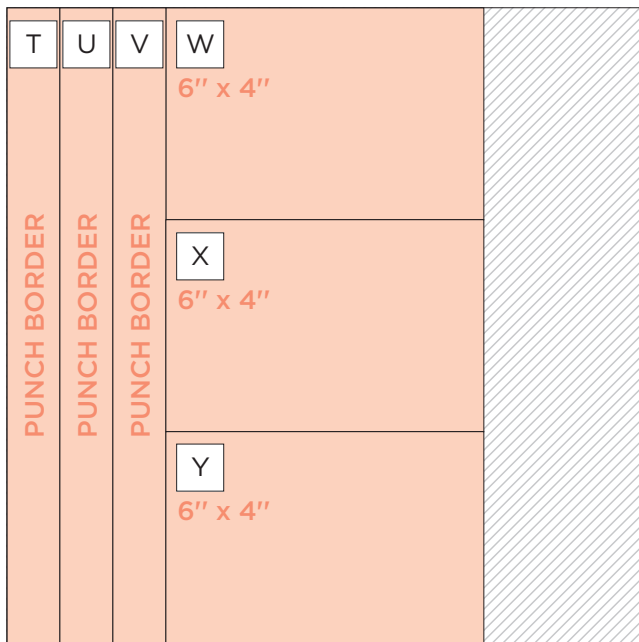 T
U
V
W
6" x 4"
PUNCH BORDER
PUNCH BORDER
PUNCH BORDER
X
6" x 4"
Y
6" x 4"